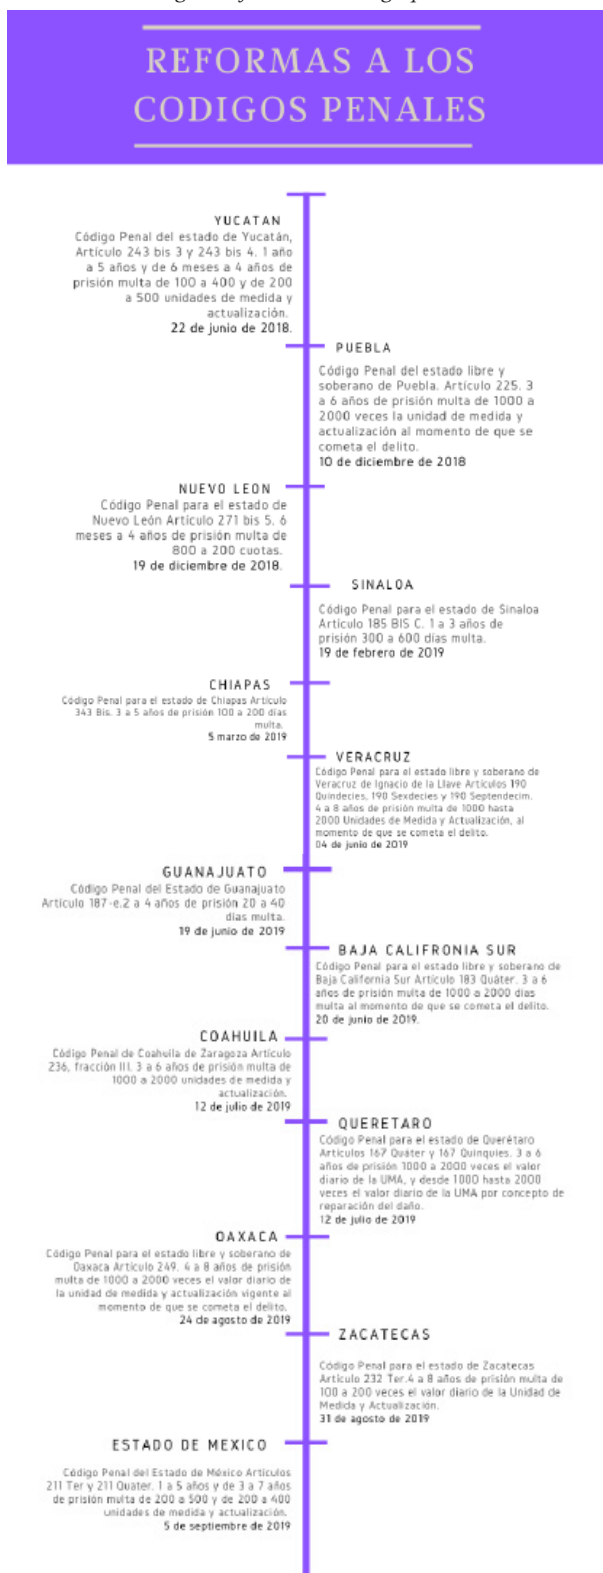 REFORMAS A LOS
CODIGOS PENALES
YUCATAN
Código Penal del estado de Yucatán,
Artículo 243 bis 3 y 243 bis 4. 1 año
a 5 años y de 6 meses a 4 años de
prisión multa de 100 a 400 y de 200
a 500 unidades de medida y
actualización.
22 de junio de 2018.
PUEBLA
Código Penal del estado libre y
soberano de Puebla. Artículo 225. 3
a 6 años de prisión multa de 1000 a
2000 veces la unidad de medida y
actualización al momento de que se
cometa el delito.
10 de diciembre de 2018
NUEVO LEON
Código Penal para el estado de
Nuevo León Artículo 271 bis 5. 6
meses a 4 años de prisión multa de
800 a 200 cuotas.
19 de diciembre de 2018.
SINALOA
Código Penal para el estado de Sinaloa
Artículo 185 BIS C. 1 a 3 años de
prisión 300 a 600 días multa.
19 de febrero de 2019
CHIAPAS
Código Penal para el estado de Chiapas Artículo
343 Bis. 3 a 5 años de prisión 100 a 200 días
multa.
5 marzo de 2019
VERACRUZ
Código Penal para el estado libre y soberano de
Veracruz de Ignacio de la Llave Artículos 190
Quindecies, 190 Sexdecies y 190 Septendecim.
4 a 8 años de prisión multa de 1000 hasta
2000 Unidades de Medida y Actualización, al
momento de que se cometa el delito.
04 de junio de 2019
GUANAJUATO
Código Penal del Estado de Guanajuato
Artículo 187-e.2 a 4 años de prisión 20 a 40
días multa.
19 de junio de 2019
BAJA CALIFRONIA SUR
Código Penal para el estado libre y soberano de
Baja California Sur Artículo 183 Quáter. 3 a 6
años de prisión multa de 1000 a 2000 días
multa al momento de que se cometa el delito.
20 de junio de 2019.
COAHUILA
Código Penal de Coahuila de Zaragoza Artículo
236, fracción III. 3 a 6 años de prisión multa de
1000 a 2000 unidades de medida y
actualización.
12 de julio de 2019
QUERETARO
Código Penal para el estado de Querétaro
Artículos 167 Quáter y 167 Quinquies. 3 a 6
años de prisión 1000 a 2000 veces el valor
diario de la UMA, y desde 1000 hasta 2000
veces el valor diario de la UMA por concepto de
reparación del daño.
12 de julio de 2019
OAXACA
Código Penal para el estado libre y soberano de
Oaxaca Artículo 249. 4 a 8 años de prisión
multa de 1000 a 2000 veces el valor diario de
la unidad de medida y actualización vigente al
momento de que se cometa el delito.
24 de agosto de 2019
ZACATECAS
Código Penal para el estado de Zacatecas
Artículo 232 Ter.4 a 8 años de prisión multa de
100 a 200 veces el valor diario de la Unidad de
Medida y Actualización.
31 de agosto de 2019
ESTADO DE MEXICO
Código Penal del Estado de México Artículos
211 Ter y 211 Quater. 1 a 5 años y de 3 a 7 años
de prisión multa de 200 a 500 y de 200 a 400
unidades de medida y actualización.
5 de septiembre de 2019